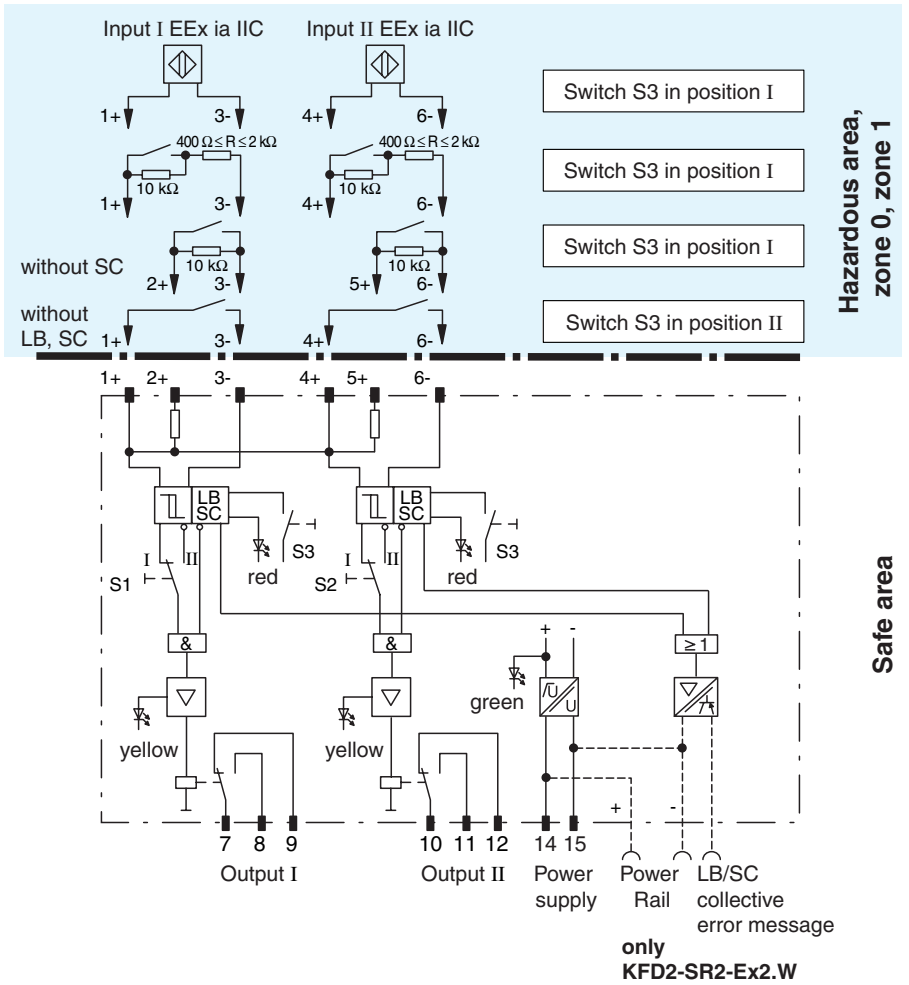 Input I EEx ia IIC
Input II EEx ia IIC
1+ 3- 4+ 6-
Switch S3 in position I
400 Ω ≤ R ≤ 2 kΩ
400 Ω ≤ R ≤ 2 kΩ
10 kΩ
10 kΩ
1+ 3- 4+ 6-
Switch S3 in position I
without SC
10 kΩ
10 kΩ
2+ 3- 5+ 6-
Switch S3 in position I
without
LB, SC
1+ 3- 4+ 6-
Switch S3 in position II
Hazardous area,
zone 0, zone 1
1+ 2+ 3- 4+ 5+ 6-
LB
SC
LB
SC
I II
S3
I II
S3
S1
red
S2
red
Safe area
&
&
+ -
≥ 1
green
U
U
yellow
yellow
+ -
7 8 9
10 11 12
14 15
Output I
Output II
Power
supply
Power
Rail
LB/SC
collective
error message
only
KFD2-SR2-Ex2.W